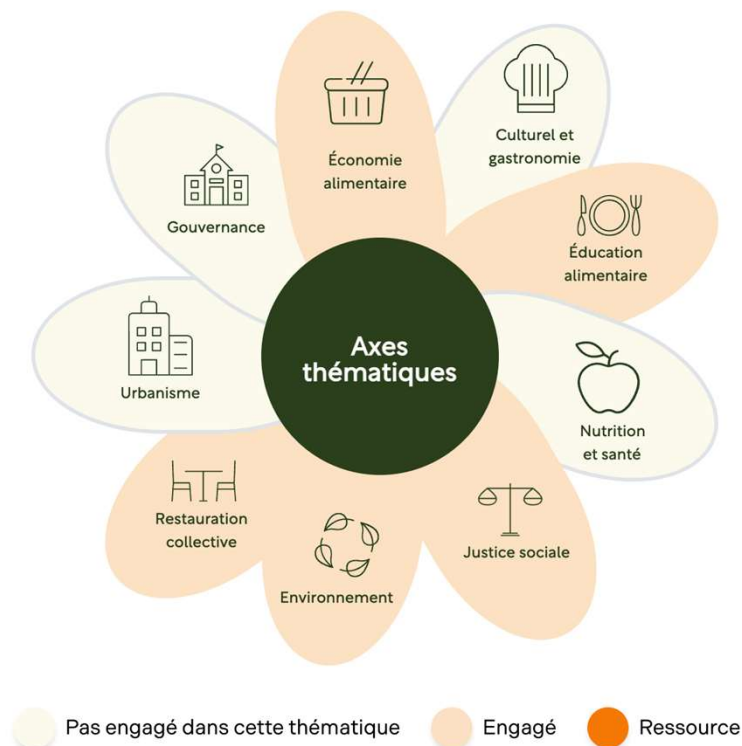 Économie
alimentaire
Culturel et
gastronomie
Éducation
alimentaire
Nutrition
et santé
Justice sociale
Environnement
Restauration
collective
Urbanisme
Gouvernance
Axes
thématiques
Pas engagé dans cette thématique
Engagé
Ressource